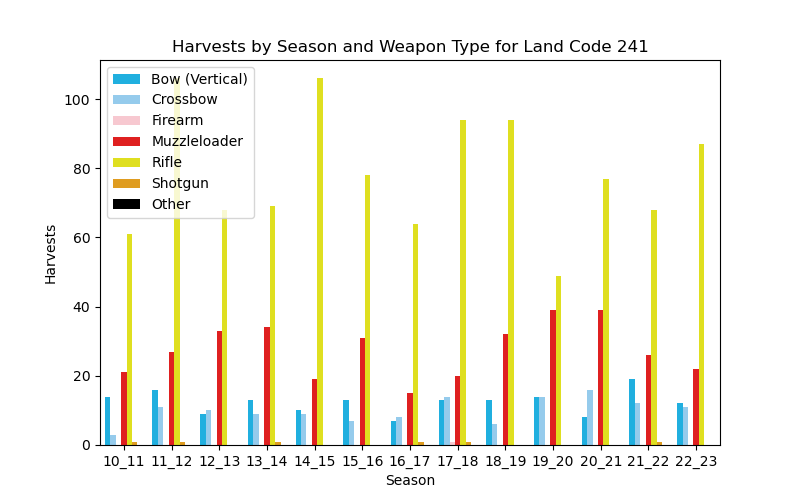 Harvests by Season and Weapon Type for Land Code 241
Bow (Vertical)
Crossbow
Firearm
Muzzleloader
Rifle
Shotgun
Other
Harvests
100
80
60
40
20
0
10_11 11_12 12_13 13_14 14_15 15_16 16_17 17_18 18_19 19_20 20_21 21_22 22_23
Season